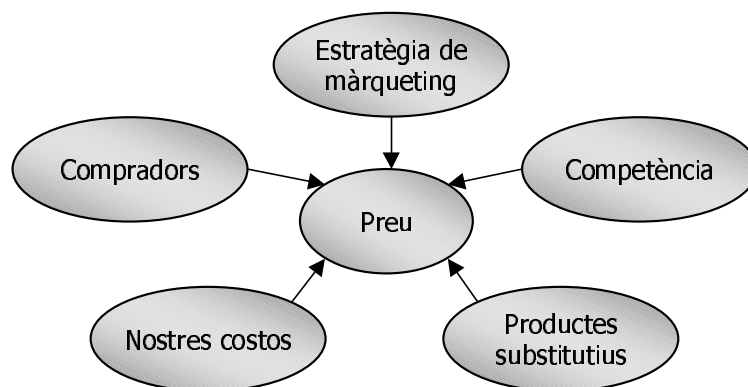 Estratègia de
màrqueting
Compradors
Competència
Preu
Nostres costos
Productes
substitutius